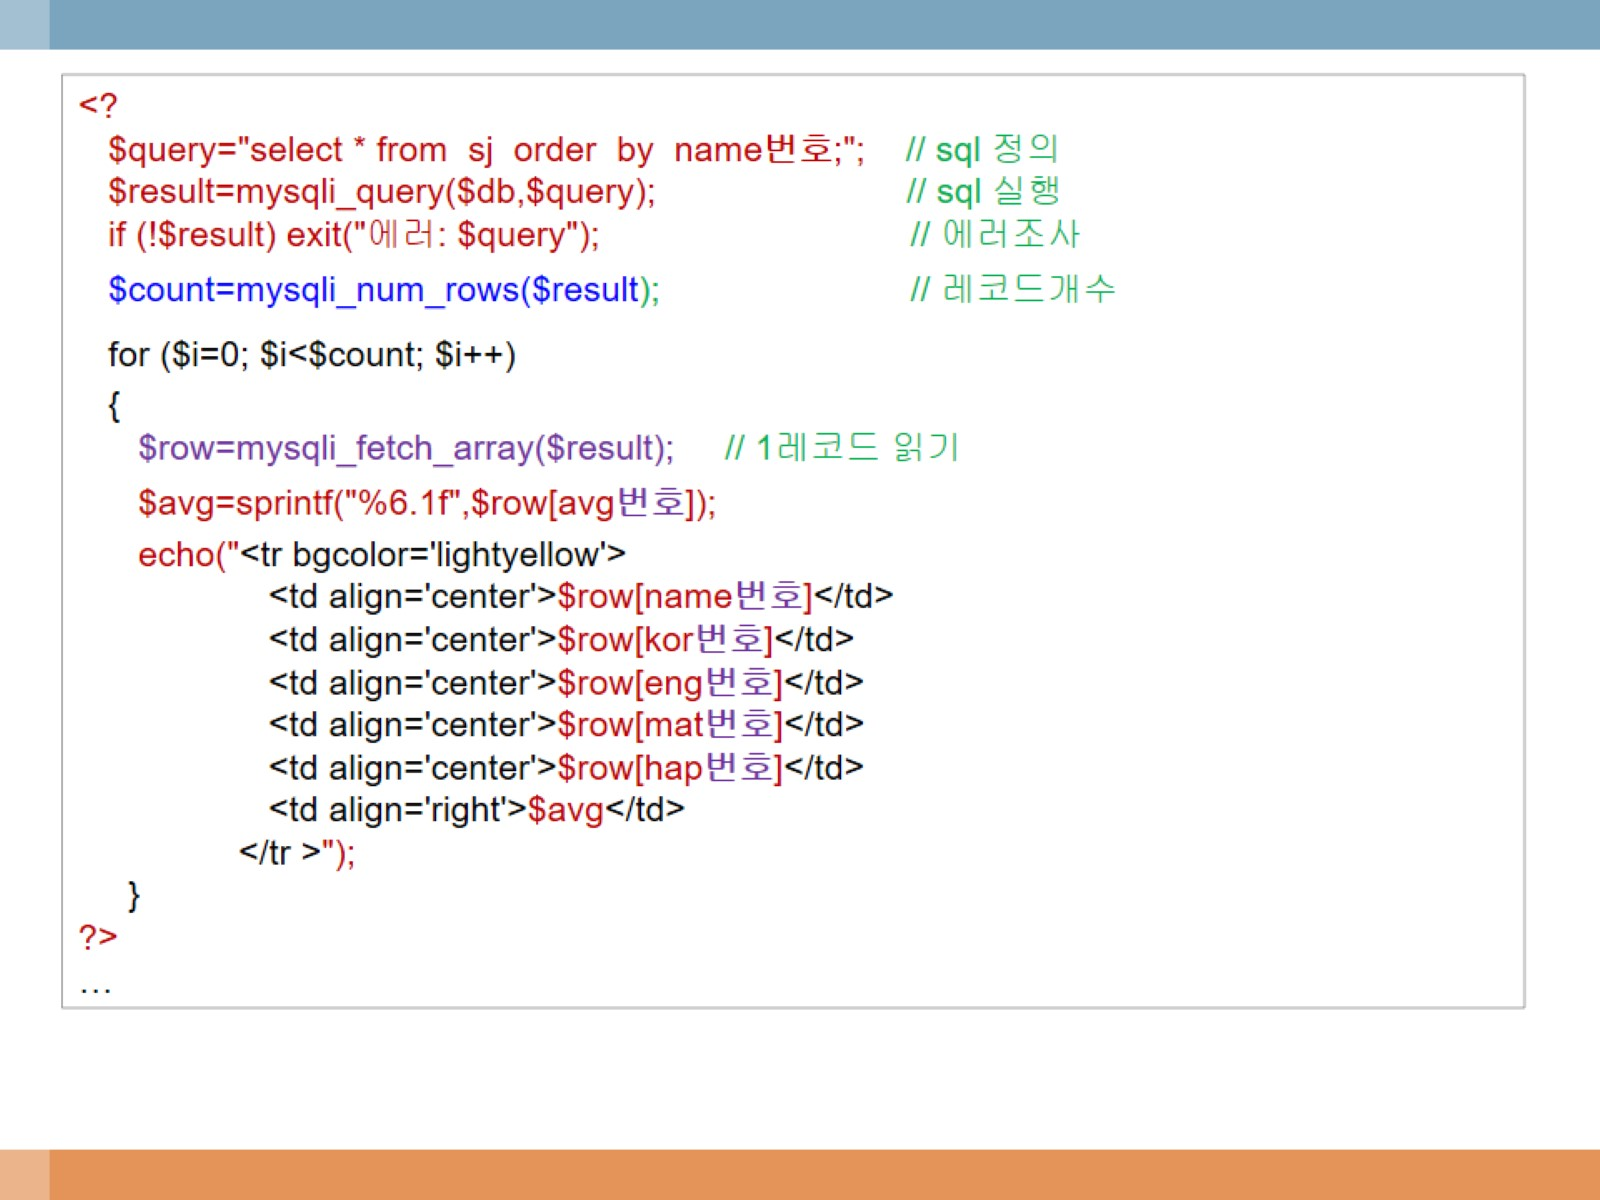 <?
$query="select * from sj order by name번호;"; // sql 정의
$result=mysqli_query($db,$query); // sql 실행
if (!$result) exit("에러: $query"); // 에러조사
$count=mysqli_num_rows($result); // 레코드개수
for ($i=0; $i<$count; $i++)
{
$row=mysqli_fetch_array($result); // 1레코드 읽기
$avg=sprintf("%6.1f",$row[avg번호]);
echo("<tr bgcolor='lightyellow'>
<td align='center'>$row[name번호]</td>
<td align='center'>$row[kor번호]</td>
<td align='center'>$row[eng번호]</td>
<td align='center'>$row[mat번호]</td>
<td align='center'>$row[hap번호]</td>
<td align='right'>$avg</td>
</tr >");
}
?>
…